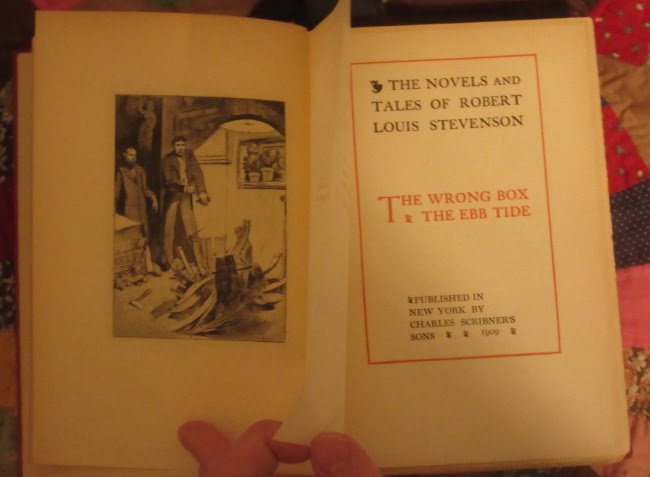 THE NOVELS AND
TALES OF ROBERT
LOUIS STEVENSON
THE WRONG BOX
THE EBB TIDE
PUBLISHED IN
NEW YORK BY
CHARLES SCRIBNER'S
SONS 1909